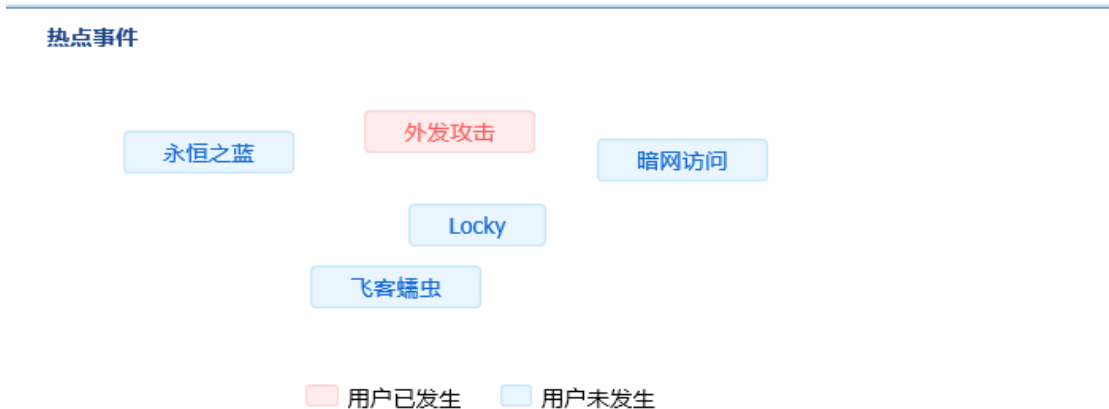 热点事件
外发攻击
永恒之蓝
暗网访问
Locky
飞客蠕虫
用户已发生 用户未发生